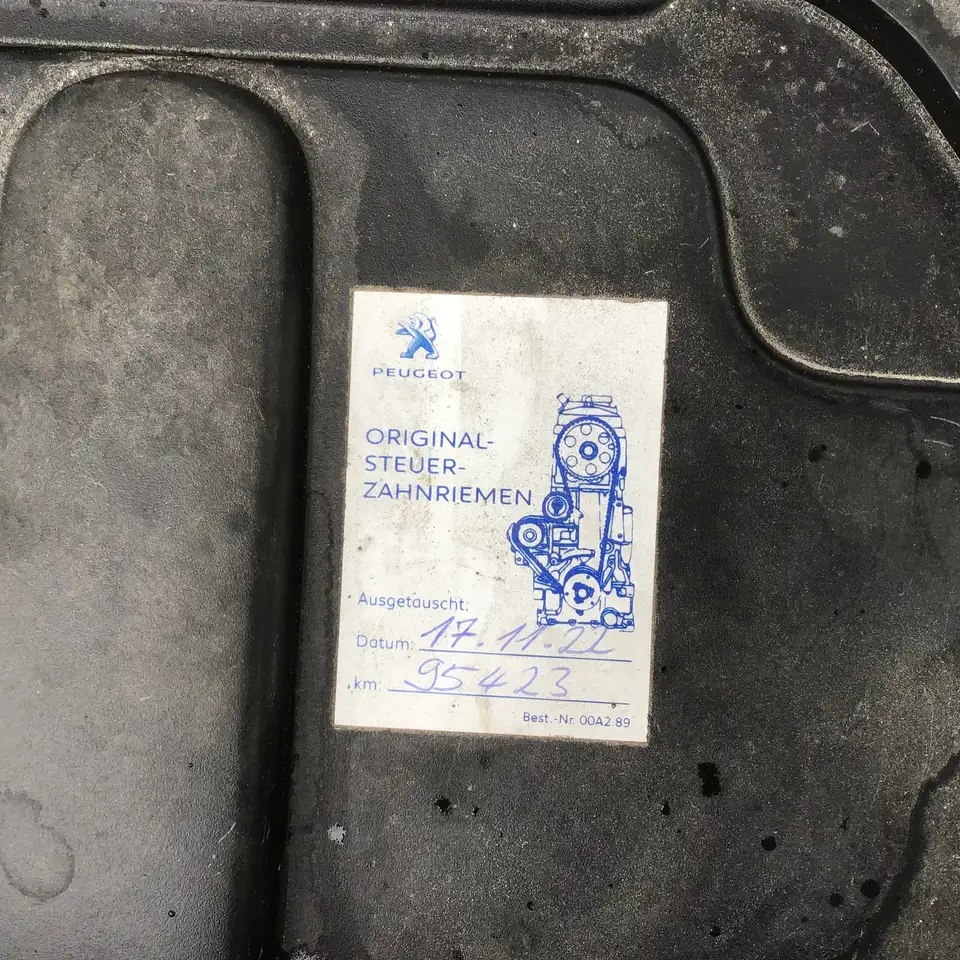 PEUGEOT
ORIGINAL-
STEUER-
ZAHNRIEMEN
Ausgetauscht:
Datum: 17.11.22
km: 95423
Best.-Nr. 00A2.89